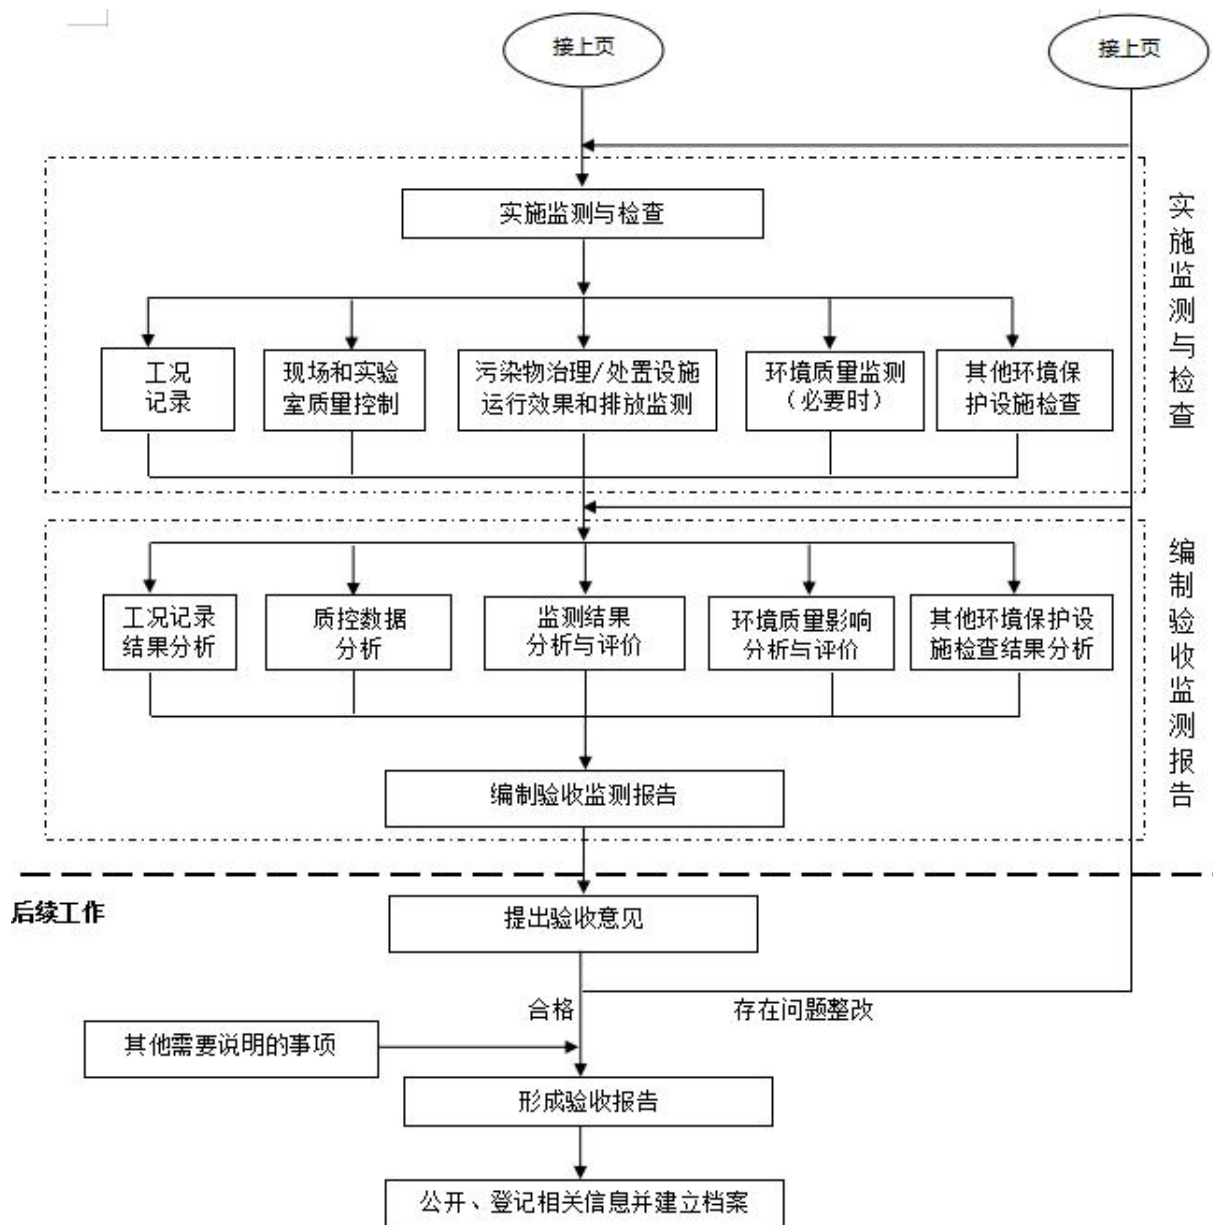 接上页
接上页
实施监测与检查
实施监测与检查
工况
记录
现场和实验
室质量控制
污染物治理/处置设施
运行效果和排放监测
环境质量监测
（必要时）
其他环境保
护设施检查
编制验收监测报告
工况记录
结果分析
质控数据
分析
监测结果
分析与评价
环境质量影响
分析与评价
其他环境保护设
施检查结果分析
编制验收监测报告
后续工作
提出验收意见
合格
存在问题整改
其他需要说明的事项
形成验收报告
公开、登记相关信息并建立档案